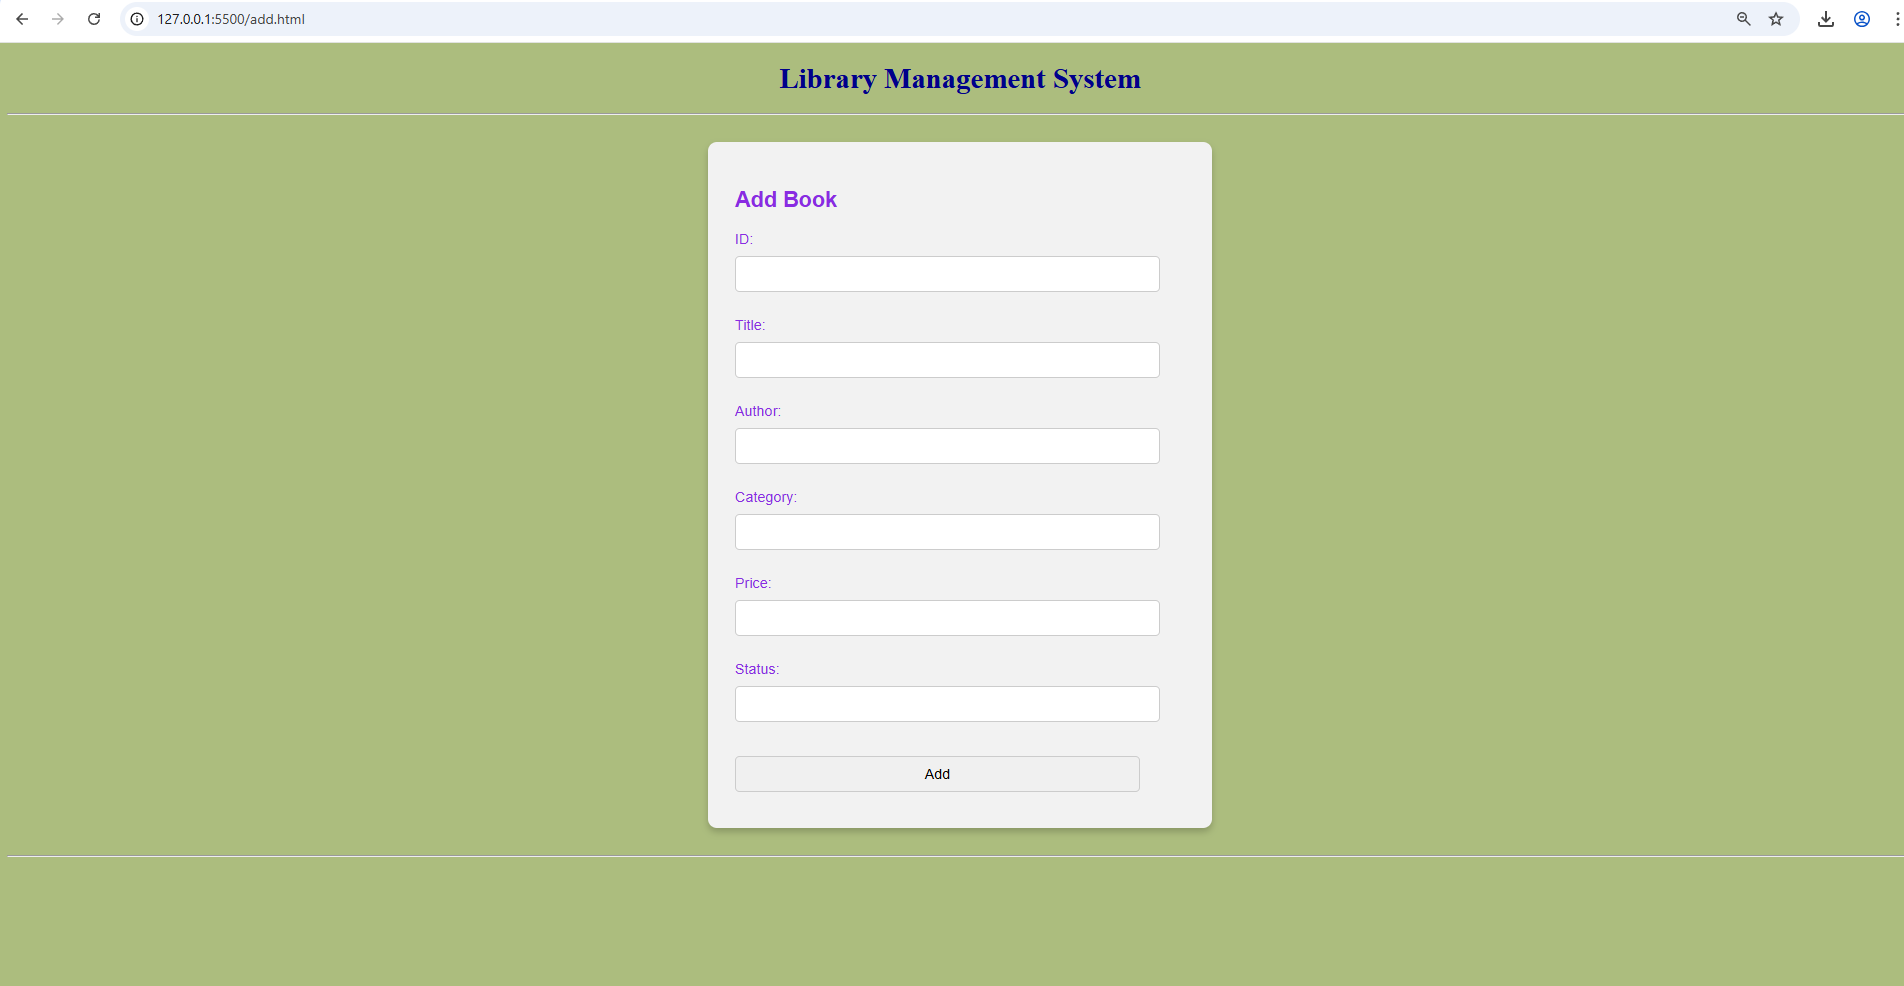 127.0.0.1:5500/add.html
Library Management System
Add Book
ID:
Title:
Author:
Category:
Price:
Status:
Add